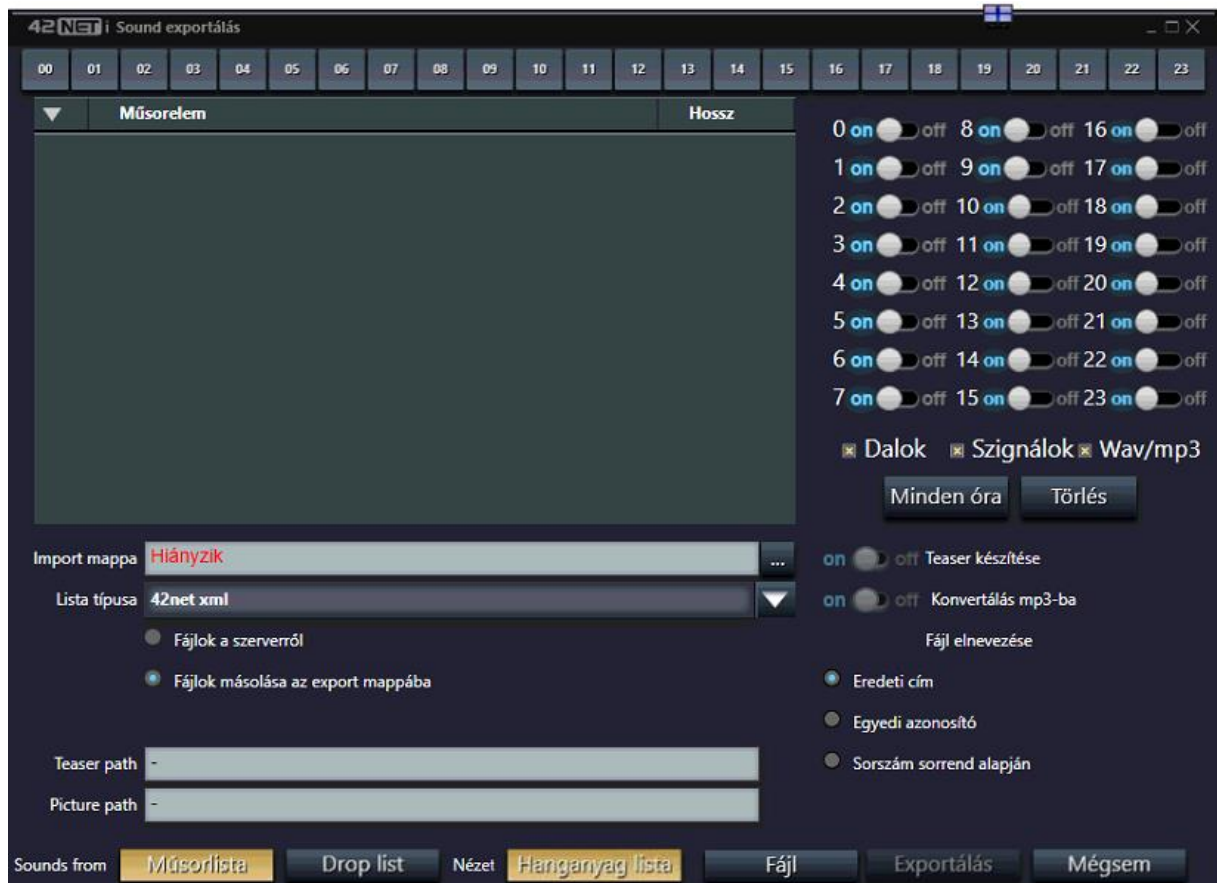 42NETi Sound exportálás
00 01 02 03 04 05 06 07 08 09 10 11 12 13 14 15 16 17 18 19 20 21 22 23
Műsorelem Hossz
0 on off 8 on off 16 on off
1 on off 9 on off 17 on off
2 on off 10 on off 18 on off
3 on off 11 on off 19 on off
4 on off 12 on off 20 on off
5 on off 13 on off 21 on off
6 on off 14 on off 22 on off
7 on off 15 on off 23 on off
Dalok Szignálok Wav/mp3
Minden óra Törlés
Import mappa Hiányzik ... on off Teaser készítése
Lista típusa 42net xml on off Konvertálás mp3-ba
Fájlok a szerverről Fájl elnevezése
Fájlok másolása az export mappába Eredeti cím
Egyedi azonosító
Teaser path - Sorszám sorrend alapján
Picture path -
Sounds from Műsorlista Drop list Nézet Hanganyag lista Fájl Exportálás Mégsem